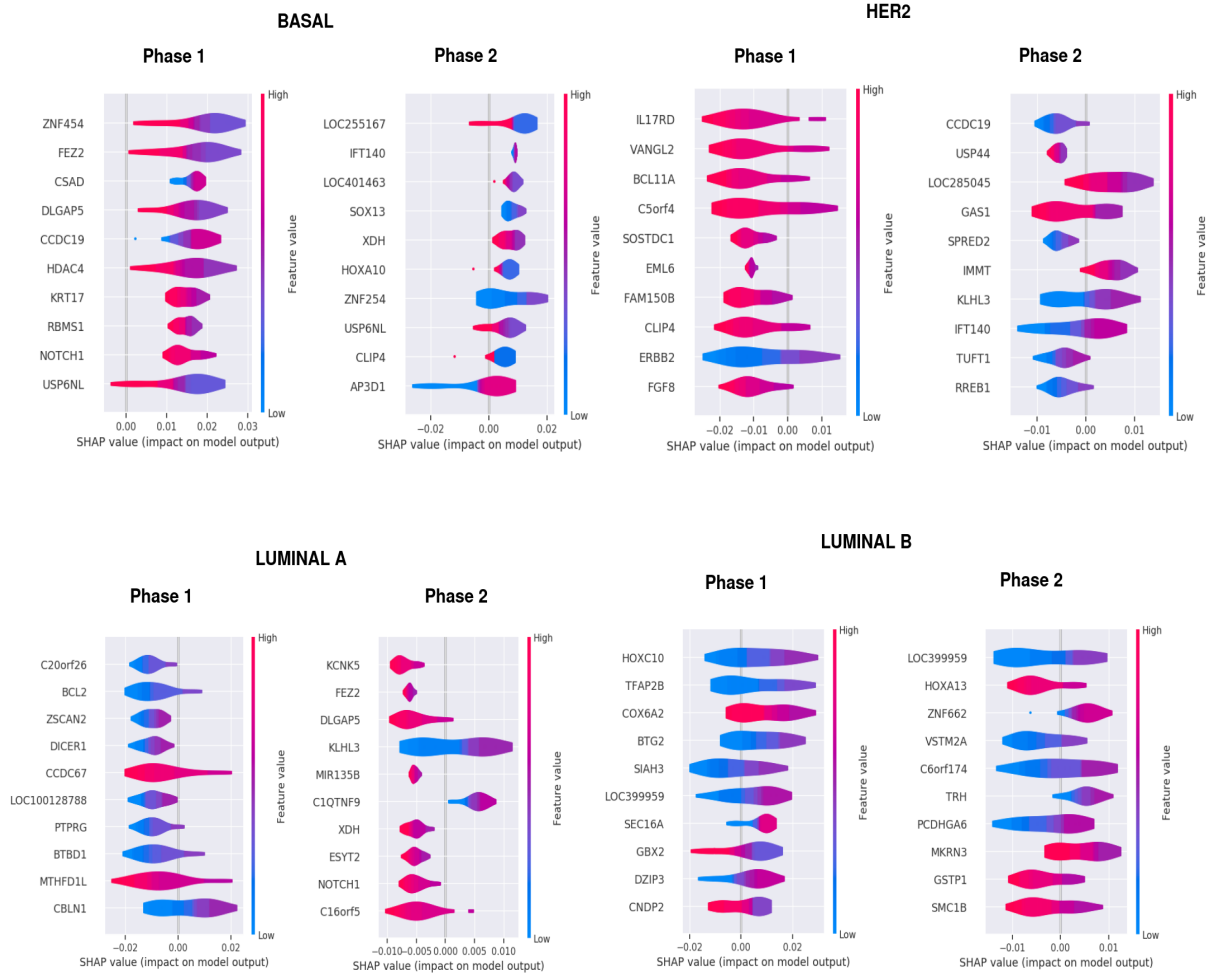 BASAL
Phase 1
High
ZNF454
FEZ2
CSAD
DLGAP5
CCDC19
HDAC4
KRT17
RBMS1
NOTCH1
USP6NL
Low
Feature value
0.00 0.01 0.02 0.03
SHAP value (impact on model output)
Phase 2
High
LOC255167
IFT140
LOC401463
SOX13
XDH
HOXA10
ZNF254
USP6NL
CLIP4
AP3D1
Low
Feature value
−0.02 0.00 0.02
SHAP value (impact on model output)
HER2
Phase 1
High
IL17RD
VANGL2
BCL11A
C5orf4
SOSTDC1
EML6
FAM150B
CLIP4
ERBB2
FGF8
Low
Feature value
−0.02 −0.01 0.00 0.01
SHAP value (impact on model output)
Phase 2
High
CCDC19
USP44
LOC285045
GAS1
SPRED2
IMMT
KLHL3
IFT140
TUFT1
RREB1
Low
Feature value
−0.01 0.00 0.01
SHAP value (impact on model output)
LUMINAL A
Phase 1
High
C20orf26
BCL2
ZSCAN2
DICER1
CCDC67
LOC100128788
PTPRG
BTBD1
MTHFD1L
CBLN1
Low
Feature value
−0.02 0.00 0.02
SHAP value (impact on model output)
Phase 2
High
KCNK5
FEZ2
DLGAP5
KLHL3
MIR135B
C1QTNF9
XDH
ESYT2
NOTCH1
C16orf5
Low
Feature value
−0.010 −0.005 0.000 0.005 0.010
SHAP value (impact on model output)
LUMINAL B
Phase 1
High
HOXC10
TFAP2B
COX6A2
BTG2
SIAH3
LOC399959
SEC16A
GBX2
DZIP3
CNDP2
Low
Feature value
−0.02 0.00 0.02
SHAP value (impact on model output)
Phase 2
High
LOC399959
HOXA13
ZNF662
VSTM2A
C6orf174
TRH
PCDHGA6
MKRN3
GSTP1
SMC1B
Low
Feature value
−0.01 0.00 0.01
SHAP value (impact on model output)